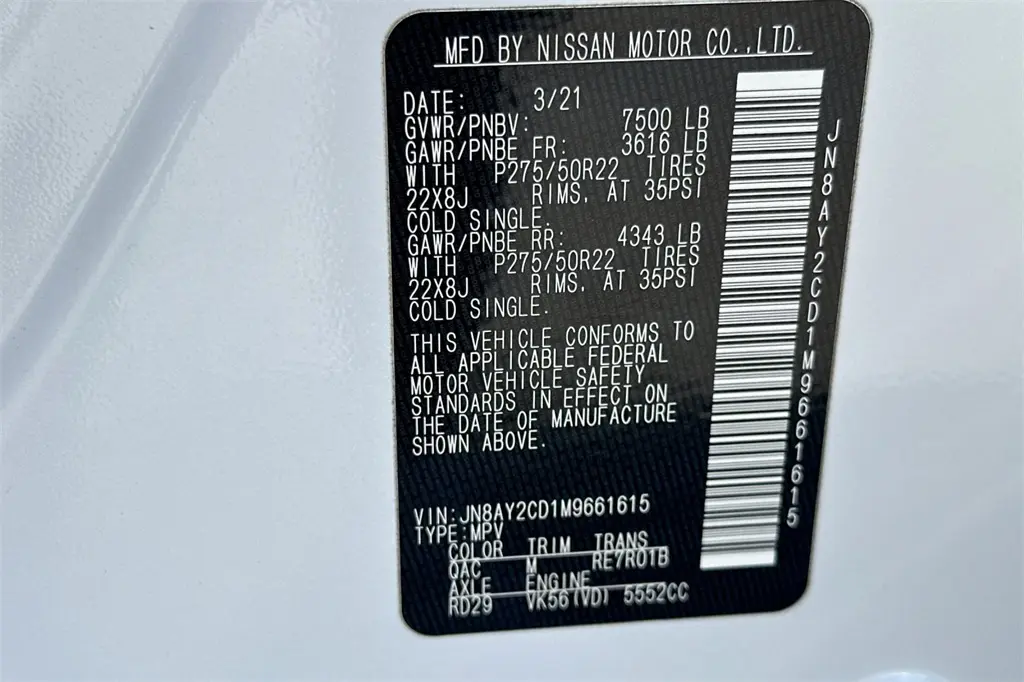 MFD BY NISSAN MOTOR CO.,LTD.
DATE: 3/21
GVWR/PNBV: 7500 LB
GAWR/PNBE FR: 3616 LB
WITH P275/50R22 TIRES
22X8J RIMS. AT 35PSI
COLD SINGLE.
GAWR/PNBE RR: 4343 LB
WITH P275/50R22 TIRES
22X8J RIMS. AT 35PSI
COLD SINGLE.
THIS VEHICLE CONFORMS TO
ALL APPLICABLE FEDERAL
MOTOR VEHICLE SAFETY
STANDARDS IN EFFECT ON
THE DATE OF MANUFACTURE
SHOWN ABOVE.
VIN:JN8AY2CD1M9661615
TYPE:MPV
COLOR TRIM TRANS
QAC M RE7R01B
AXLE ENGINE
RD29 VK56(VD) 5552CC
JN8AY2CD1M9661615